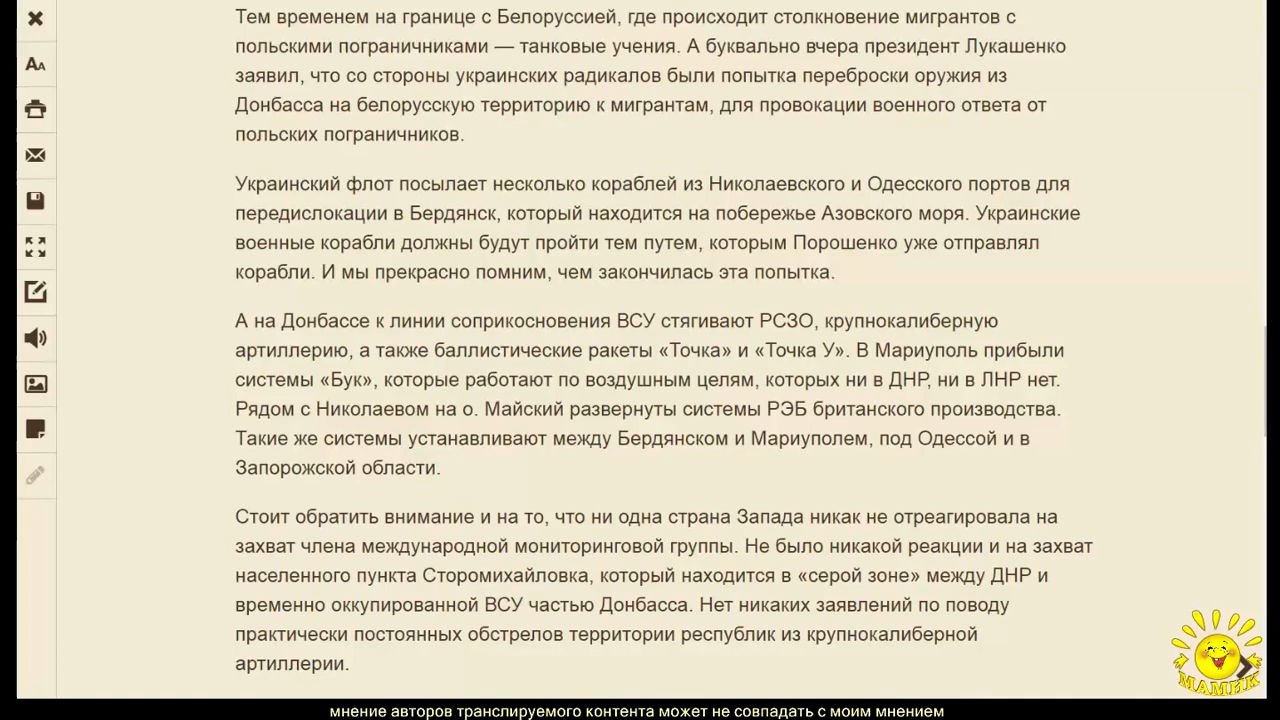 Тем временем на границе с Белоруссией, где происходит столкновение мигрантов с
польскими пограничниками — танковые учения. А буквально вчера президент Лукашенко
заявил, что со стороны украинских радикалов были попытка переброски оружия из
Донбасса на белорусскую территорию к мигрантам, для провокации военного ответа от
польских пограничников.
Украинский флот посылает несколько кораблей из Николаевского и Одесского портов для
передислокации в Бердянск, который находится на побережье Азовского моря. Украинские
военные корабли должны будут пройти тем путем, которым Порошенко уже отправлял
корабли. И мы прекрасно помним, чем закончилась эта попытка.
А на Донбассе к линии соприкосновения ВСУ стягивают РСЗО, крупнокалиберную
артиллерию, а также баллистические ракеты «Точка» и «Точка У». В Мариуполь прибыли
системы «Бук», которые работают по воздушным целям, которых ни в ДНР, ни в ЛНР нет.
Рядом с Николаевом на о. Майский развернуты системы РЭБ британского производства.
Такие же системы устанавливают между Бердянском и Мариуполем, под Одессой и в
Запорожской области.
Стоит обратить внимание и на то, что ни одна страна Запада никак не отреагировала на
захват члена международной мониторинговой группы. Не было никакой реакции и на захват
населенного пункта Сторомихайловка, который находится в «серой зоне» между ДНР и
временно оккупированной ВСУ частью Донбасса. Нет никаких заявлений по поводу
практически постоянных обстрелов территории республик из крупнокалиберной
артиллерии.
МАМИК
мнение авторов транслируемого контента может не совпадать с моим мнением